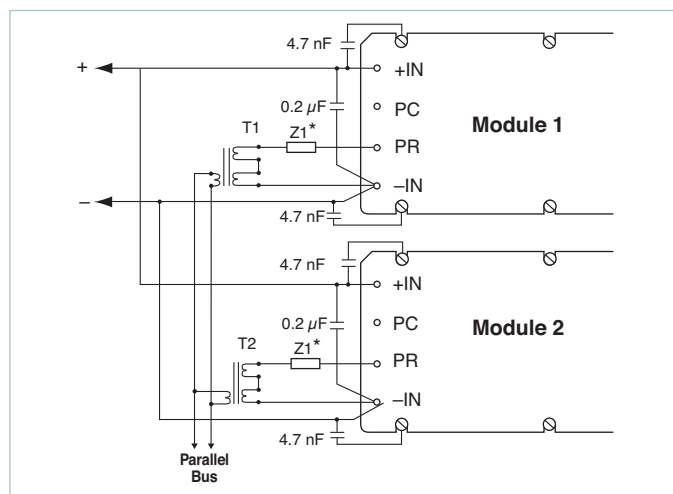 4.7 nF
+
+IN
0.2 µF
PC
T1
Z1*
PR
Module 1
–
–IN
4.7 nF
4.7 nF
+IN
0.2 µF
PC
T2
Z1*
PR
Module 2
–IN
4.7 nF
Parallel
Bus